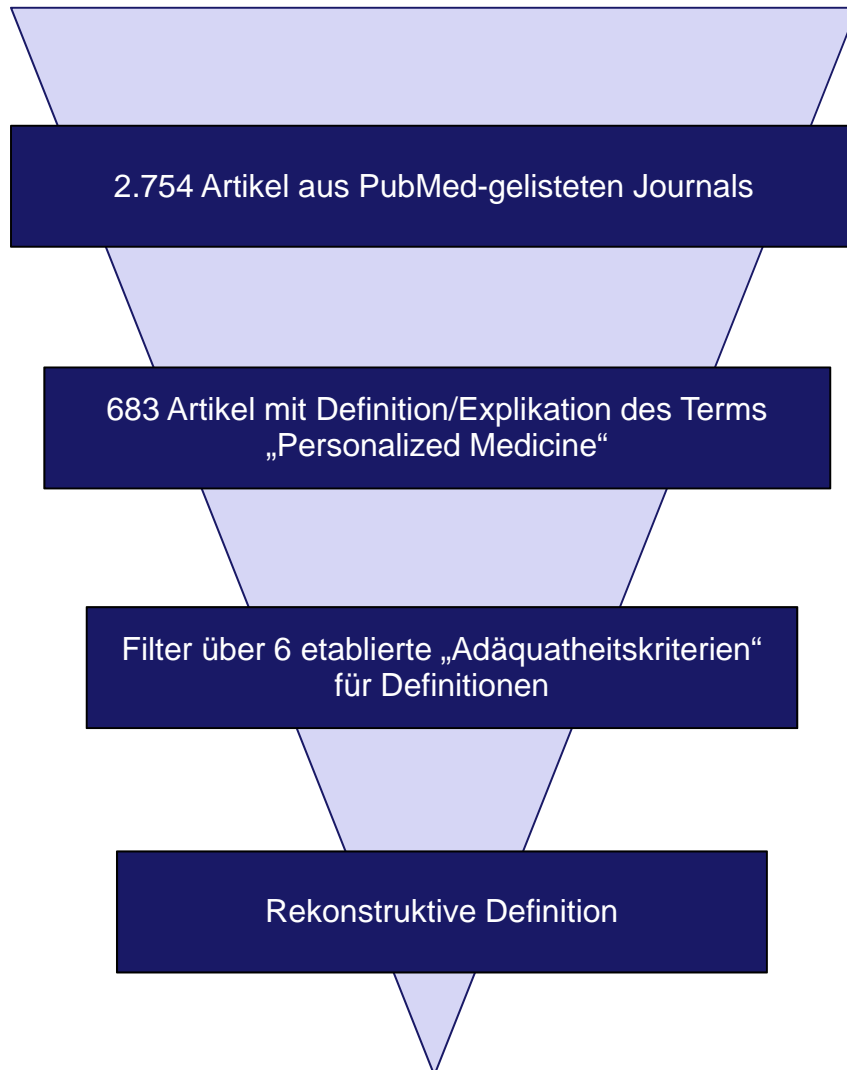 2.754 Artikel aus PubMed-gelisteten Journals
683 Artikel mit Definition/Explikation des Terms
„Personalized Medicine“
Filter über 6 etablierte „Adäquatheitskriterien“
für Definitionen
Rekonstruktive Definition